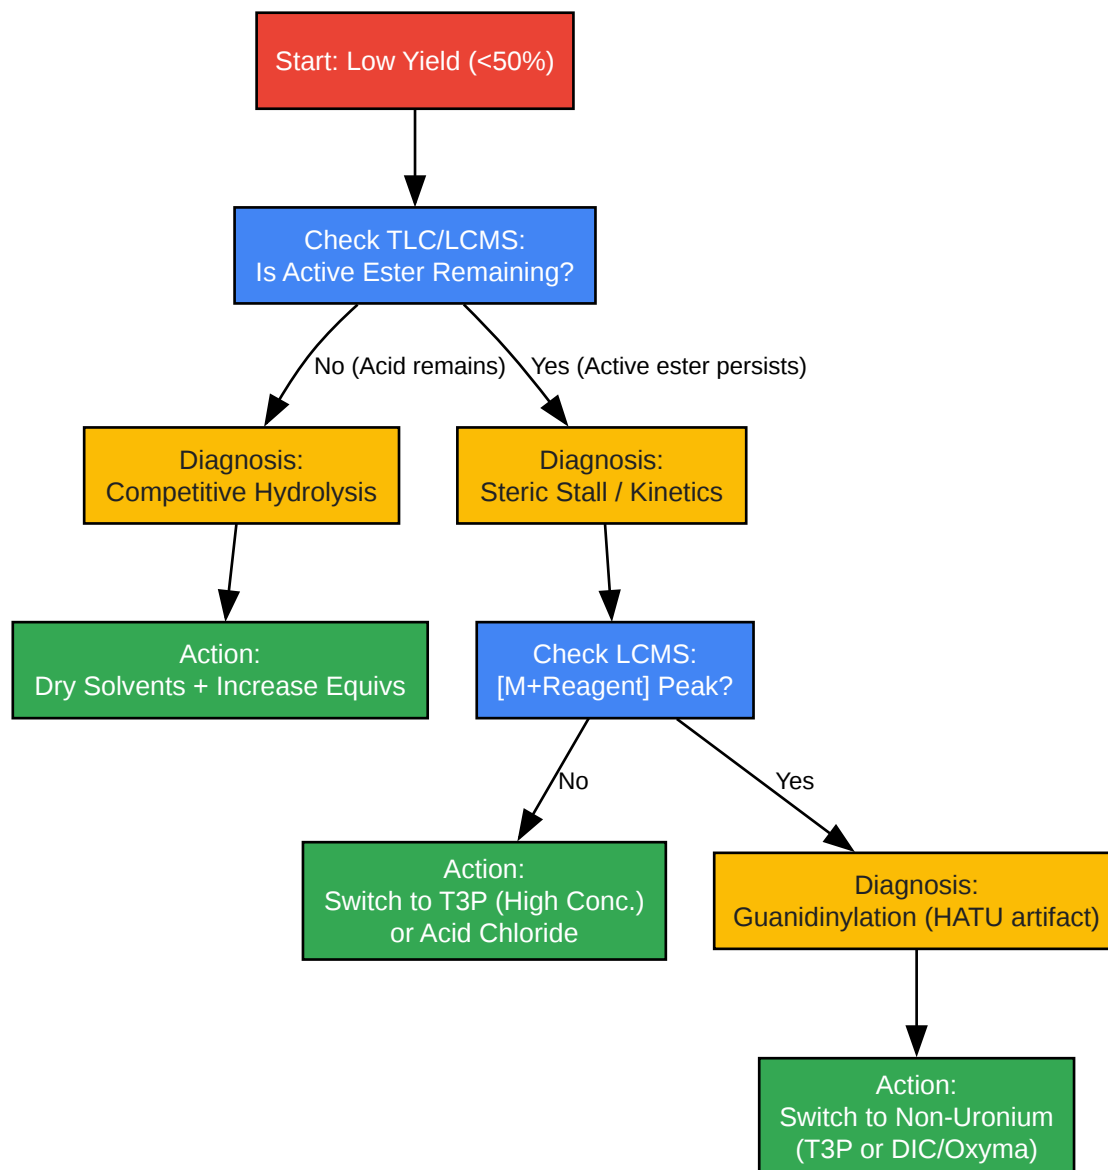 Start: Low Yield (<50%)
Check TLC/LCMS:
Is Active Ester Remaining?
No (Acid remains)
Yes (Active ester persists)
Diagnosis:
Competitive Hydrolysis
Diagnosis:
Steric Stall / Kinetics
Action:
Dry Solvents + Increase Equivs
Check LCMS:
[M+Reagent] Peak?
No
Yes
Action:
Switch to T3P (High Conc.)
or Acid Chloride
Diagnosis:
Guanidinylation (HATU artifact)
Action:
Switch to Non-Uronium
(T3P or DIC/Oxyma)